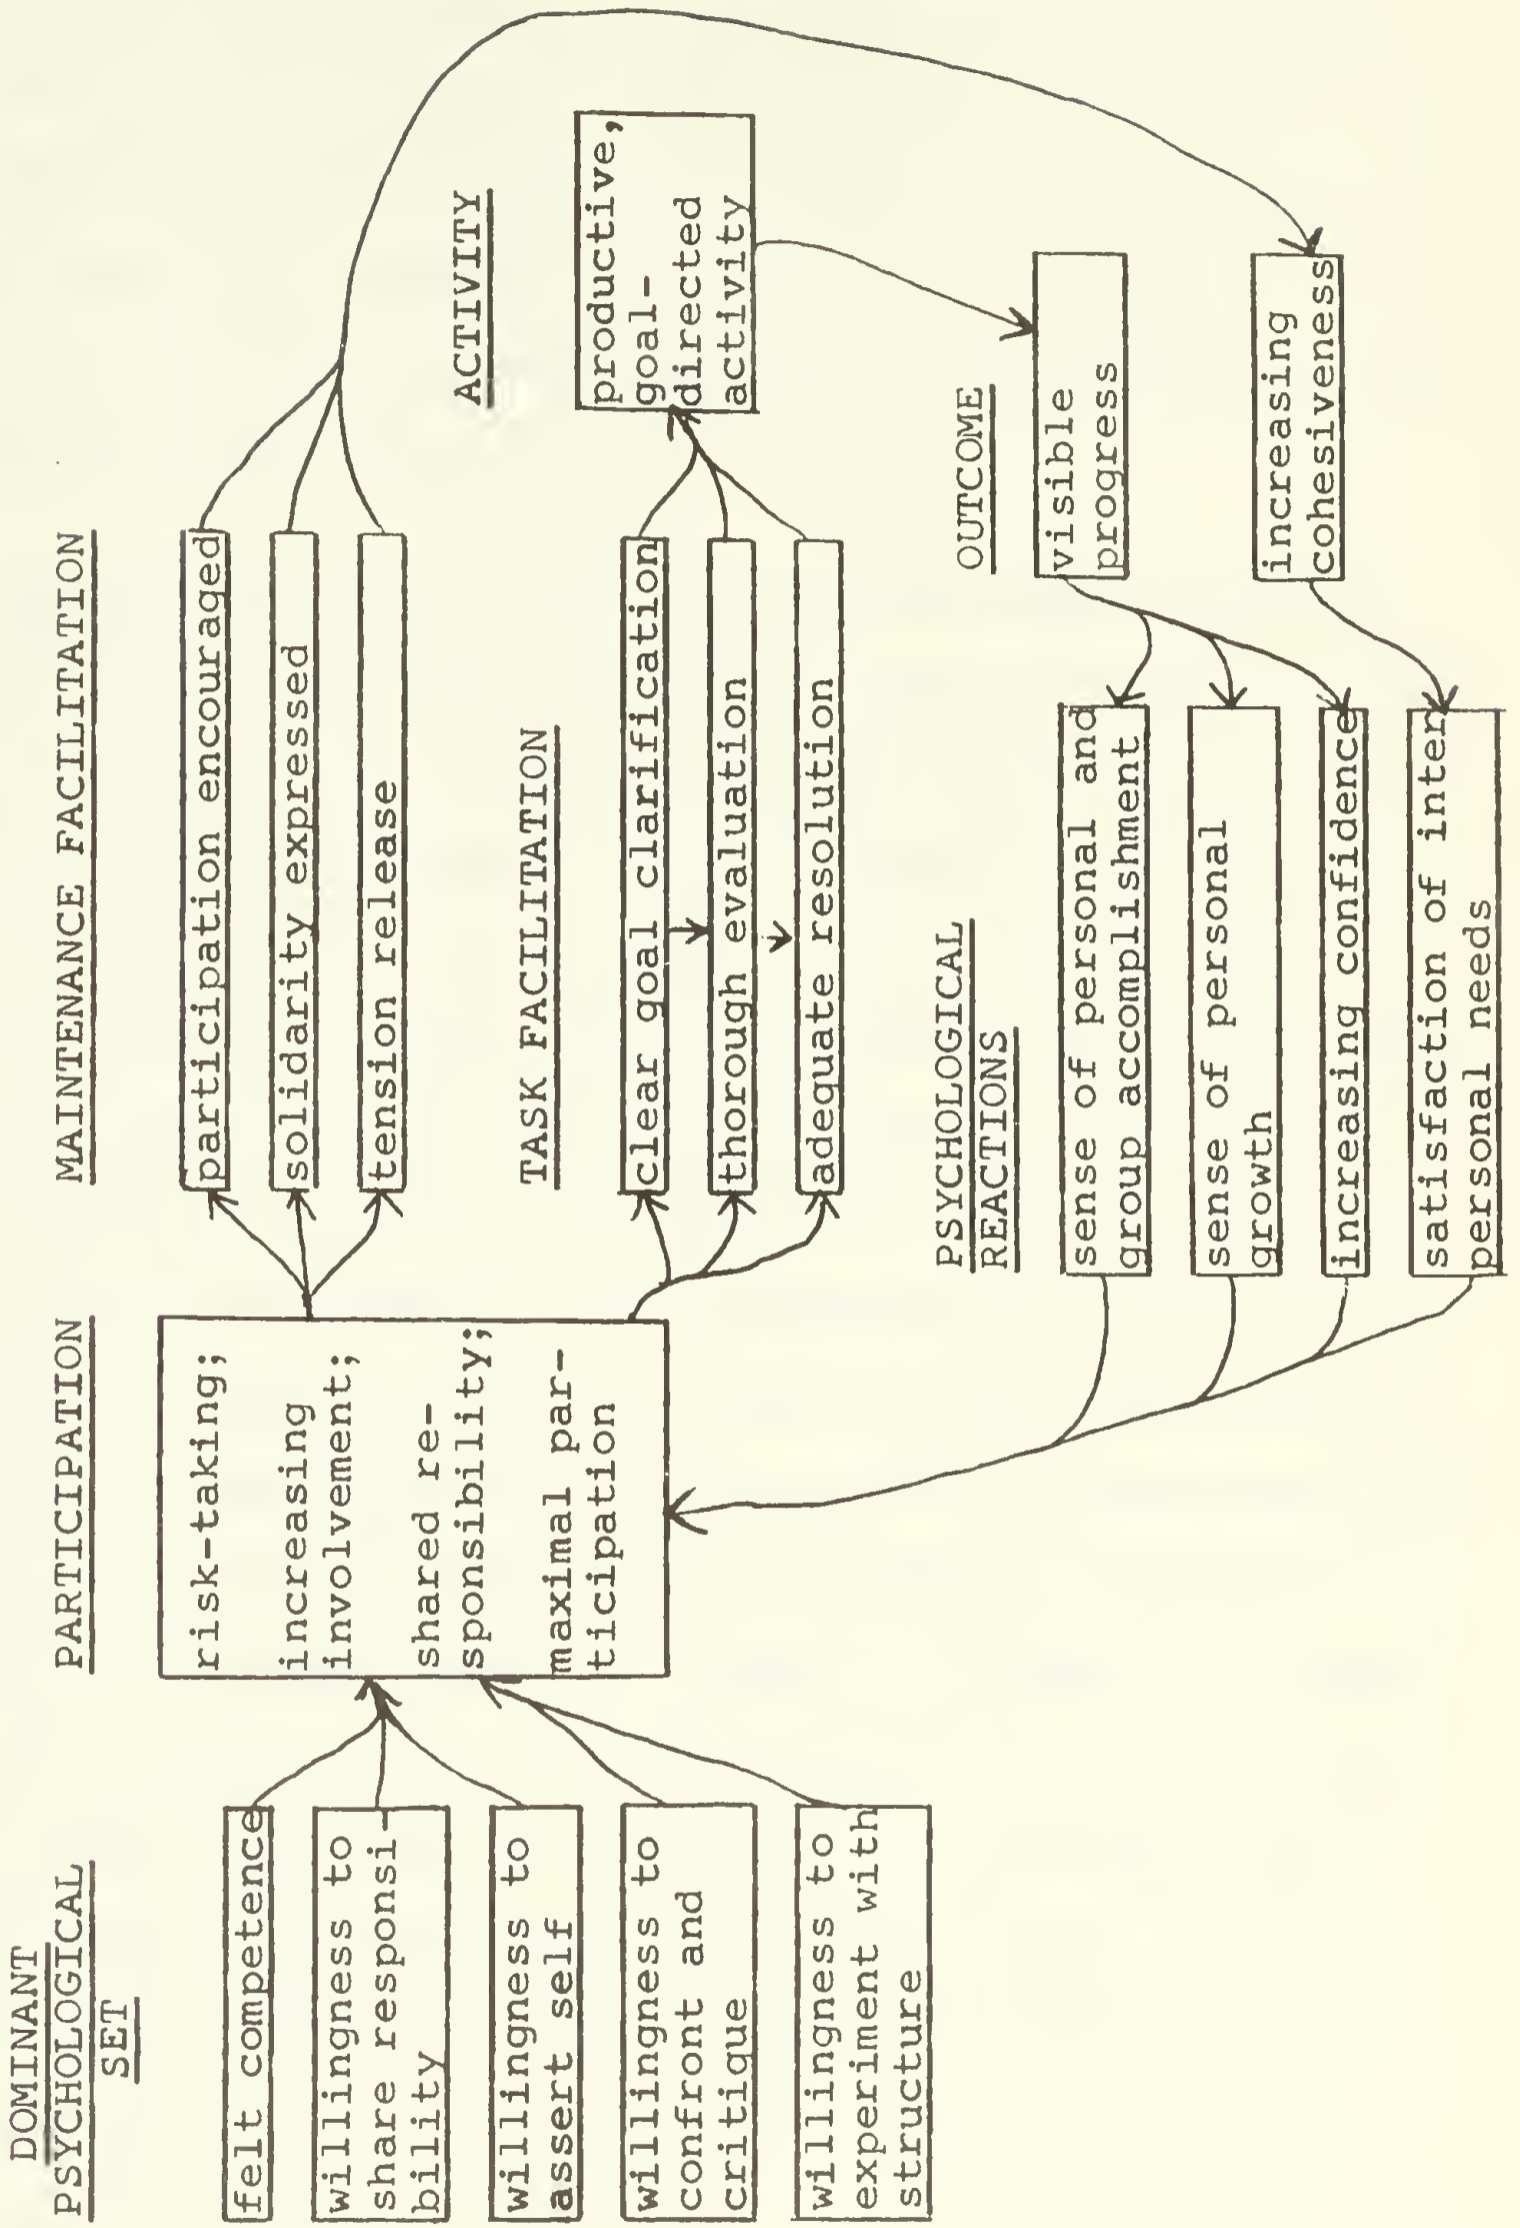 DOMINANT
PSYCHOLOGICAL
SET
felt competence
willingness to
share responsi-
bility
willingness to
assert self
willingness to
confront and
critique
willingness to
experiment with
structure
PARTICIPATION
risk-taking;
increasing
involvement;
shared re-
sponsibility;
maximal par-
ticipation
MAINTENANCE FACILITATION
participation encouraged
solidarity expressed
tension release
TASK FACILITATION
clear goal clarification
thorough evaluation
adequate resolution
ACTIVITY
productive,
goal-
directed
activity
OUTCOME
visible
progress
increasing
cohesiveness
PSYCHOLOGICAL
REACTIONS
sense of personal and
group accomplishment
sense of personal
growth
increasing confidence
satisfaction of inter
personal needs